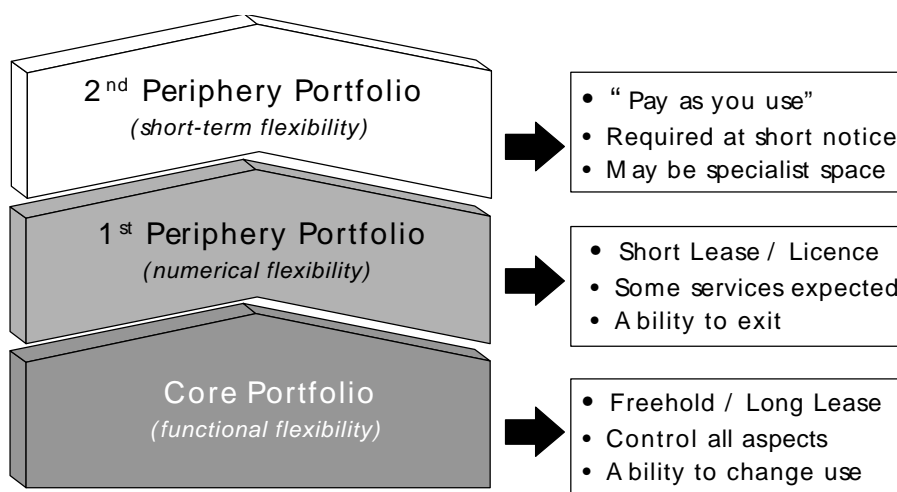 2nd Periphery Portfolio
(short-term flexibility)
• “Pay as you use”
• Required at short notice
• May be specialist space
1st Periphery Portfolio
(numerical flexibility)
• Short Lease / Licence
• Some services expected
• Ability to exit
Core Portfolio
(functional flexibility)
• Freehold / Long Lease
• Control all aspects
• Ability to change use